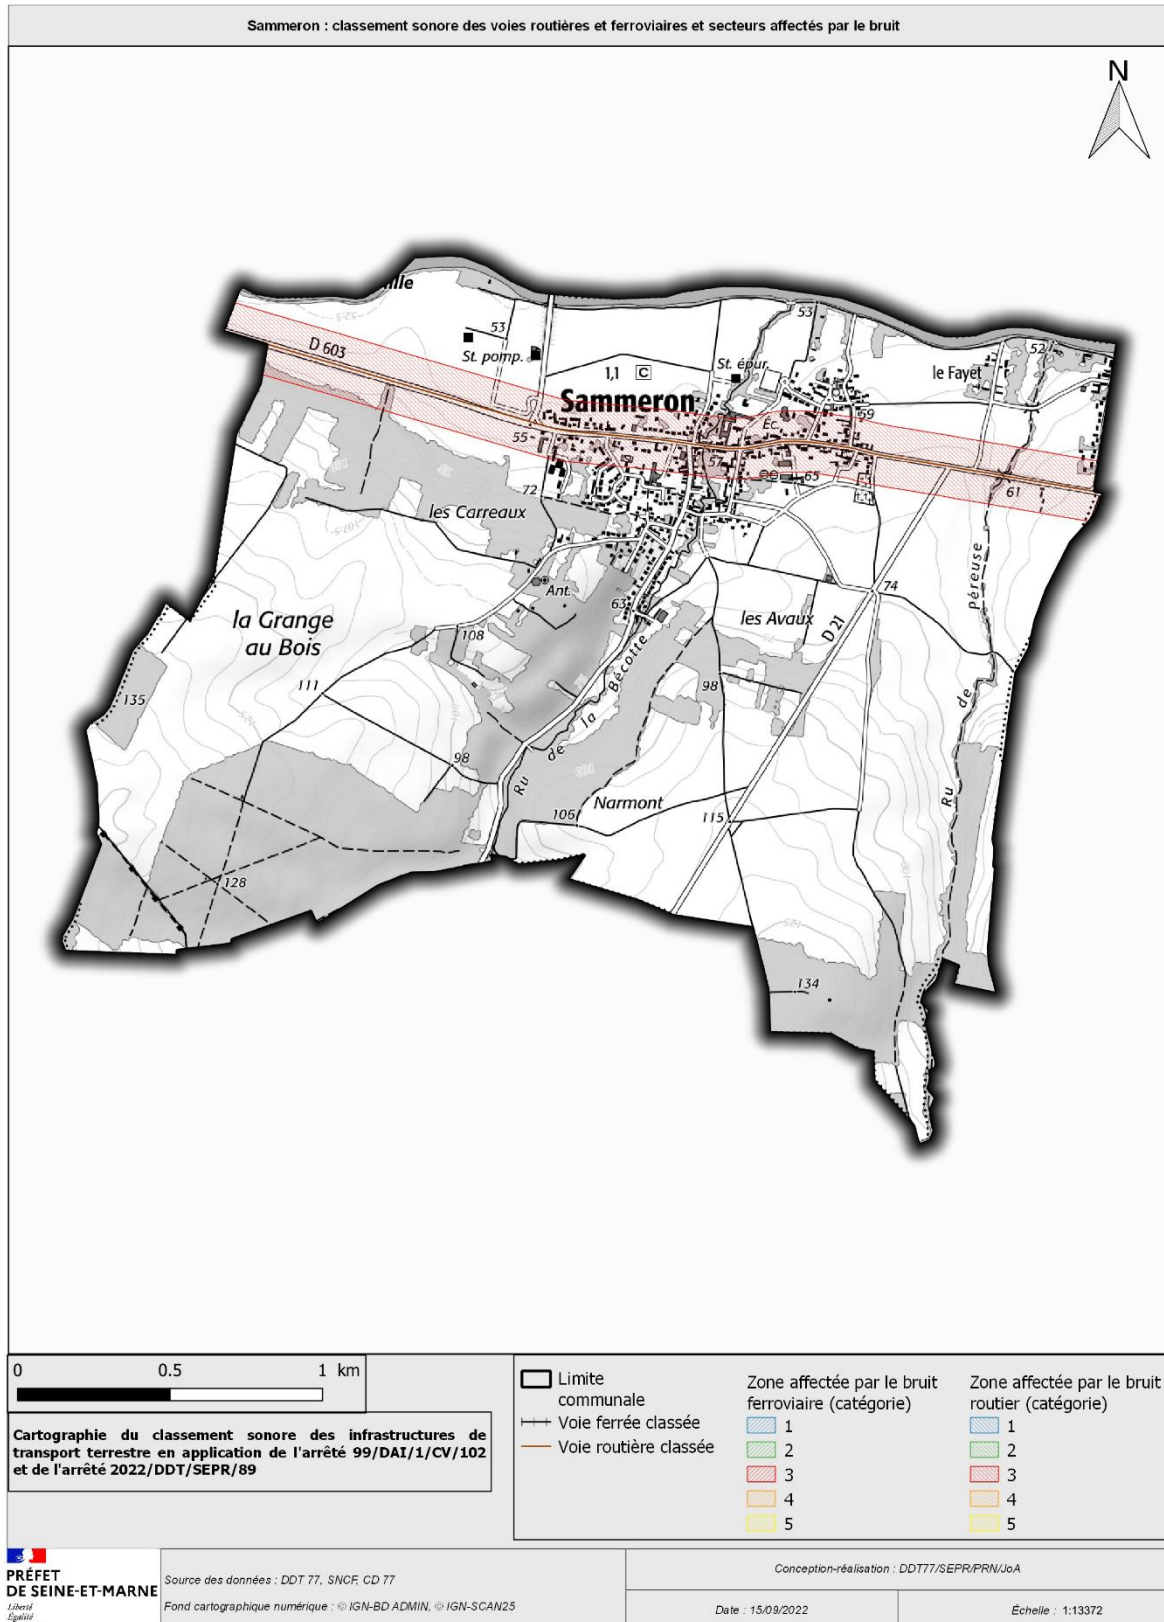 Sammeron : classement sonore des voies routières et ferroviaires et secteurs affectés par le bruit
N
ille
D 603
53
St. pomp.
1,1 C
St. épur.
53
52
le Fayet
Sammeron
Éc.
59
55
57
65
61
72
les Carreaux
Ant.
63
la Grange
au Bois
108
111
135
98
les Avaux
74
D 21
98
Ru de la Bécotte
Ru de Péreuse
Narmont
106
115
128
134
0 0.5 1 km
Cartographie du classement sonore des infrastructures de
transport terrestre en application de l'arrêté 99/DAI/1/CV/102
et de l'arrêté 2022/DDT/SEPR/89
Limite
communale
Voie ferrée classée
Voie routière classée
Zone affectée par le bruit
ferroviaire (catégorie)
1
2
3
4
5
Zone affectée par le bruit
routier (catégorie)
1
2
3
4
5
PRÉFET
DE SEINE-ET-MARNE
Liberté
Égalité
Source des données : DDT 77, SNCF, CD 77
Fond cartographique numérique : © IGN-BD ADMIN, © IGN-SCAN25
Conception-réalisation : DDT77/SEPR/PRN/JoA
Date : 15/09/2022
Échelle : 1:13372